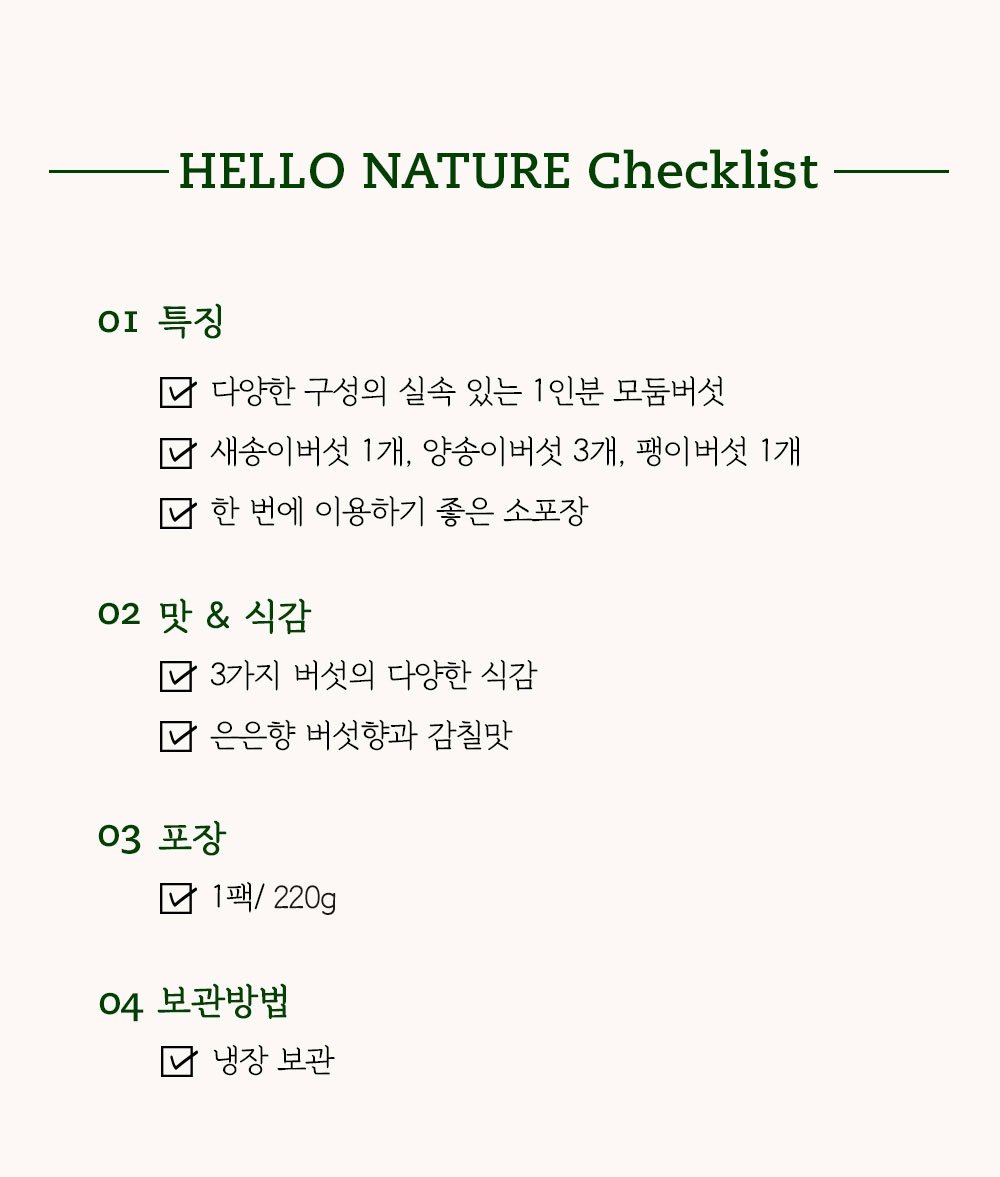 HELLO NATURE Checklist
01 특징
다양한 구성의 실속 있는 1인분 모둠버섯
새송이버섯 1개, 양송이버섯 3개, 팽이버섯 1개
한 번에 이용하기 좋은 소포장
02 맛 & 식감
3가지 버섯의 다양한 식감
은은향 버섯향과 감칠맛
03 포장
1팩/ 220g
04 보관방법
냉장 보관